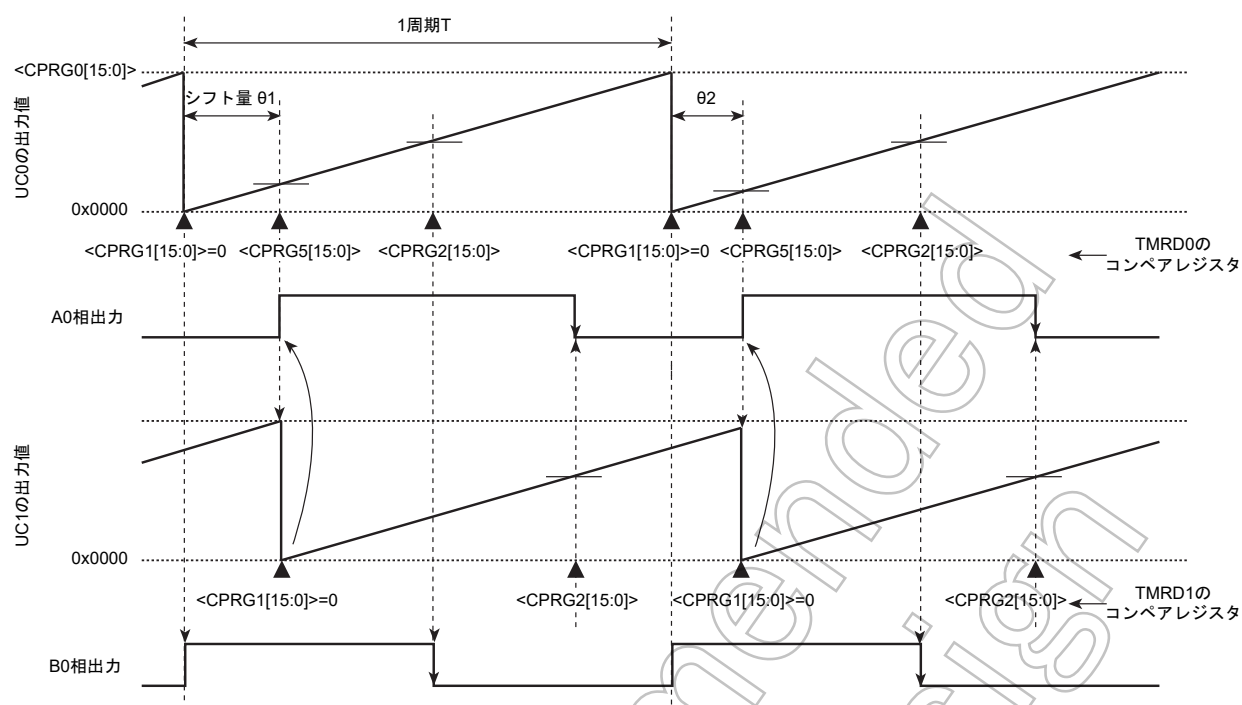 1周期T
<CPRG0[15:0]>
シフト量 θ1
θ2
UC0の出力値
0x0000
<CPRG1[15:0]>=0 <CPRG5[15:0]> <CPRG2[15:0]> <CPRG1[15:0]>=0 <CPRG5[15:0]> <CPRG2[15:0]>
TMRD0の
コンペアレジスタ
A0相出力
UC1の出力値
0x0000
<CPRG1[15:0]>=0 <CPRG2[15:0]> <CPRG1[15:0]>=0 <CPRG2[15:0]>
TMRD1の
コンペアレジスタ
B0相出力
mended
sign